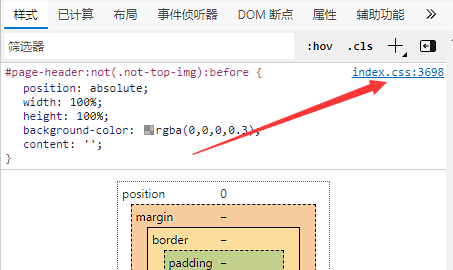 样式 已计算 布局 事件侦听器 DOM 断点 属性 辅助功能
筛选器 :hov .cls
#page-header:not(.not-top-img):before { index.css:3698
position: absolute;
width: 100%;
height: 100%;
background-color: rgba(0,0,0,0.3);
content: '';
}
position 0
margin –
border –
padding –